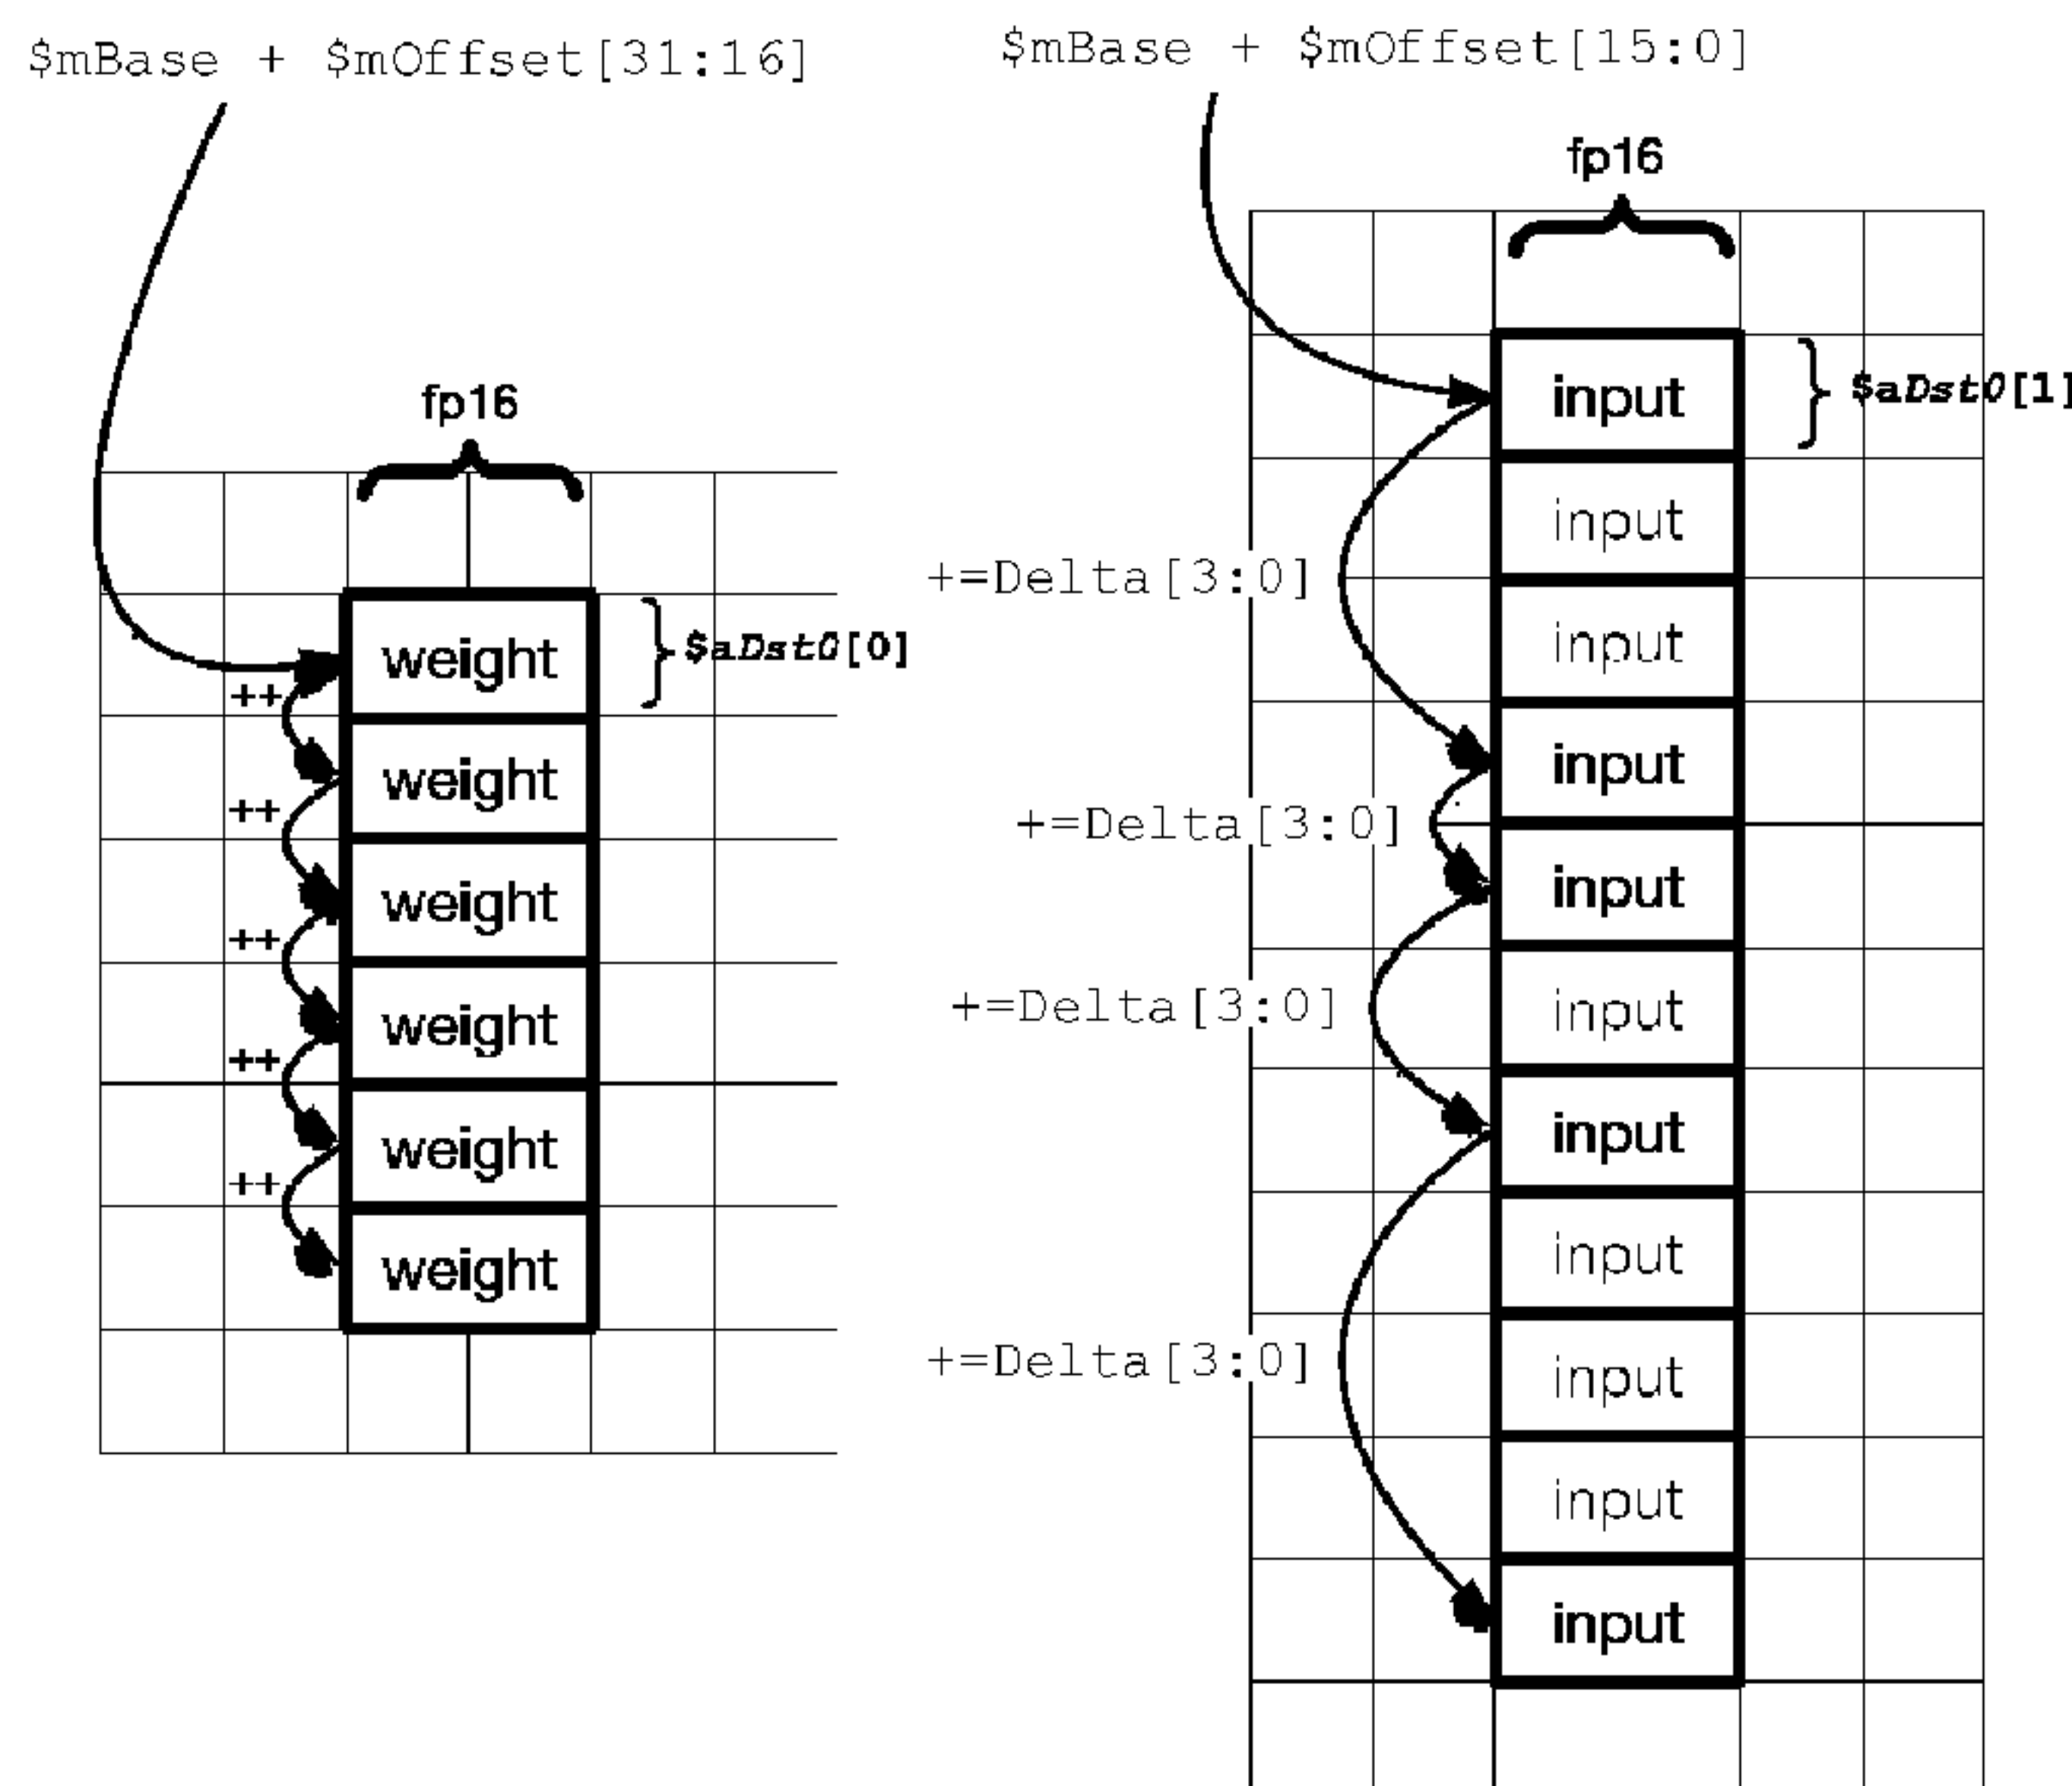 $mBase + $mOffset[31:16]
fp16
weight
$aDst0[0]
++
weight
++
weight
++
weight
++
weight
++
weight
$mBase + $mOffset[15:0]
fp16
input
$aDst0[1]
input
+=Delta[3:0]
input
input
+=Delta[3:0]
input
+=Delta[3:0]
input
input
input
+=Delta[3:0]
input
input
input